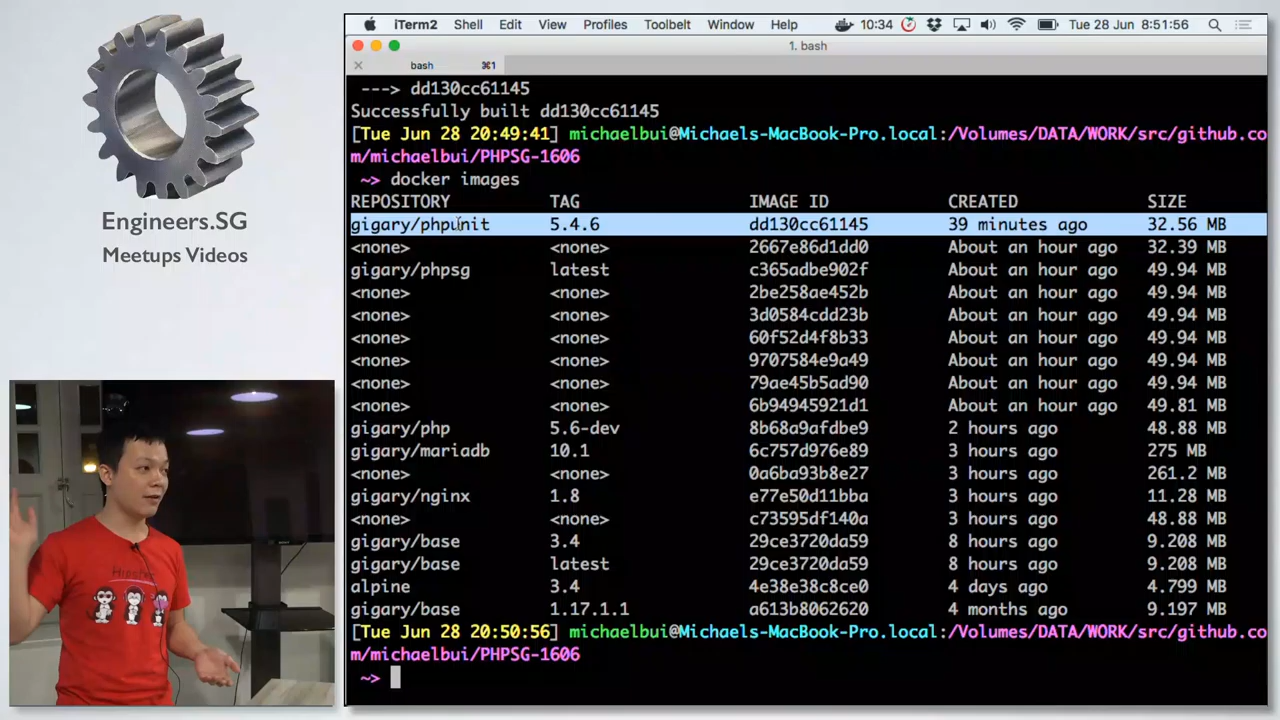 iTerm2 Shell Edit View Profiles Toolbelt Window Help 10:34 Tue 28 Jun 8:51:56
1. bash
bash ⌘1
---> dd130cc61145
Successfully built dd130cc61145
[Tue Jun 28 20:49:41] michaelbui@Michaels-MacBook-Pro.local:/Volumes/DATA/WORK/src/github.co
m/michaelbui/PHPSG-1606
~> docker images
REPOSITORY TAG IMAGE ID CREATED SIZE
gigary/phpunit 5.4.6 dd130cc61145 39 minutes ago 32.56 MB
<none> <none> 2667e86d1dd0 About an hour ago 32.39 MB
gigary/phpsg latest c365adbe902f About an hour ago 49.94 MB
<none> <none> 2be258ae452b About an hour ago 49.94 MB
<none> <none> 3d0584cdd23b About an hour ago 49.94 MB
<none> <none> 60f52d4f8b33 About an hour ago 49.94 MB
<none> <none> 9707584e9a49 About an hour ago 49.94 MB
<none> <none> 79ae45b5ad90 About an hour ago 49.94 MB
<none> <none> 6b94945921d1 About an hour ago 49.81 MB
gigary/php 5.6-dev 8b68a9afdbe9 2 hours ago 48.88 MB
gigary/mariadb 10.1 6c757d976e89 3 hours ago 275 MB
<none> <none> 0a6ba93b8e27 3 hours ago 261.2 MB
gigary/nginx 1.8 e77e50d11bba 3 hours ago 11.28 MB
<none> <none> c73595df140a 3 hours ago 48.88 MB
gigary/base 3.4 29ce3720da59 8 hours ago 9.208 MB
gigary/base latest 29ce3720da59 8 hours ago 9.208 MB
alpine 3.4 4e38e38c8ce0 4 days ago 4.799 MB
gigary/base 1.17.1.1 a613b8062620 4 months ago 9.197 MB
[Tue Jun 28 20:50:56] michaelbui@Michaels-MacBook-Pro.local:/Volumes/DATA/WORK/src/github.co
m/michaelbui/PHPSG-1606
~>
Engineers.SG
Meetups Videos